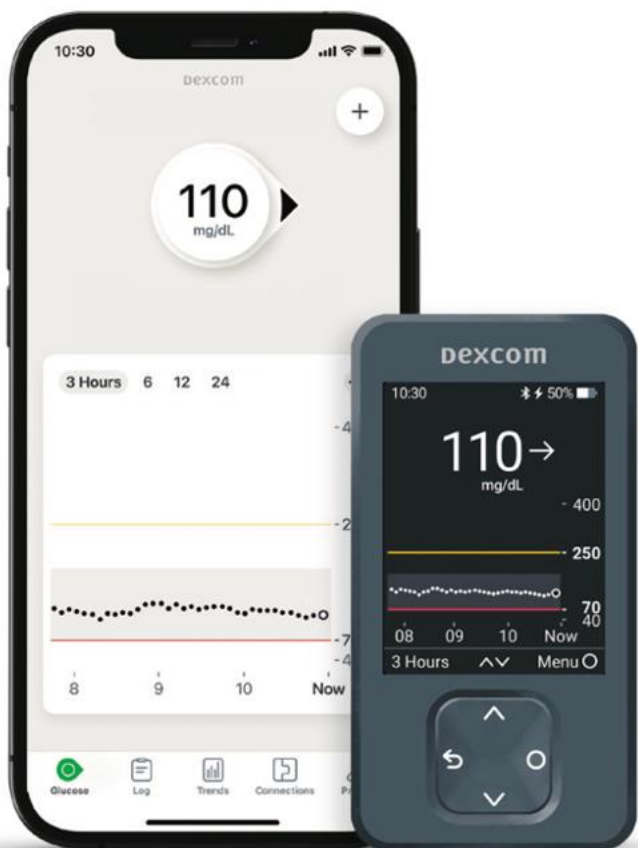 10:30
Dexcom
+
110
mg/dL
3 Hours 6 12 24
8 9 10 Now
Glucose Log Trends Connections
Dexcom
10:30 50%
110→
mg/dL
400
250
70
40
08 09 10 Now
3 Hours Menu